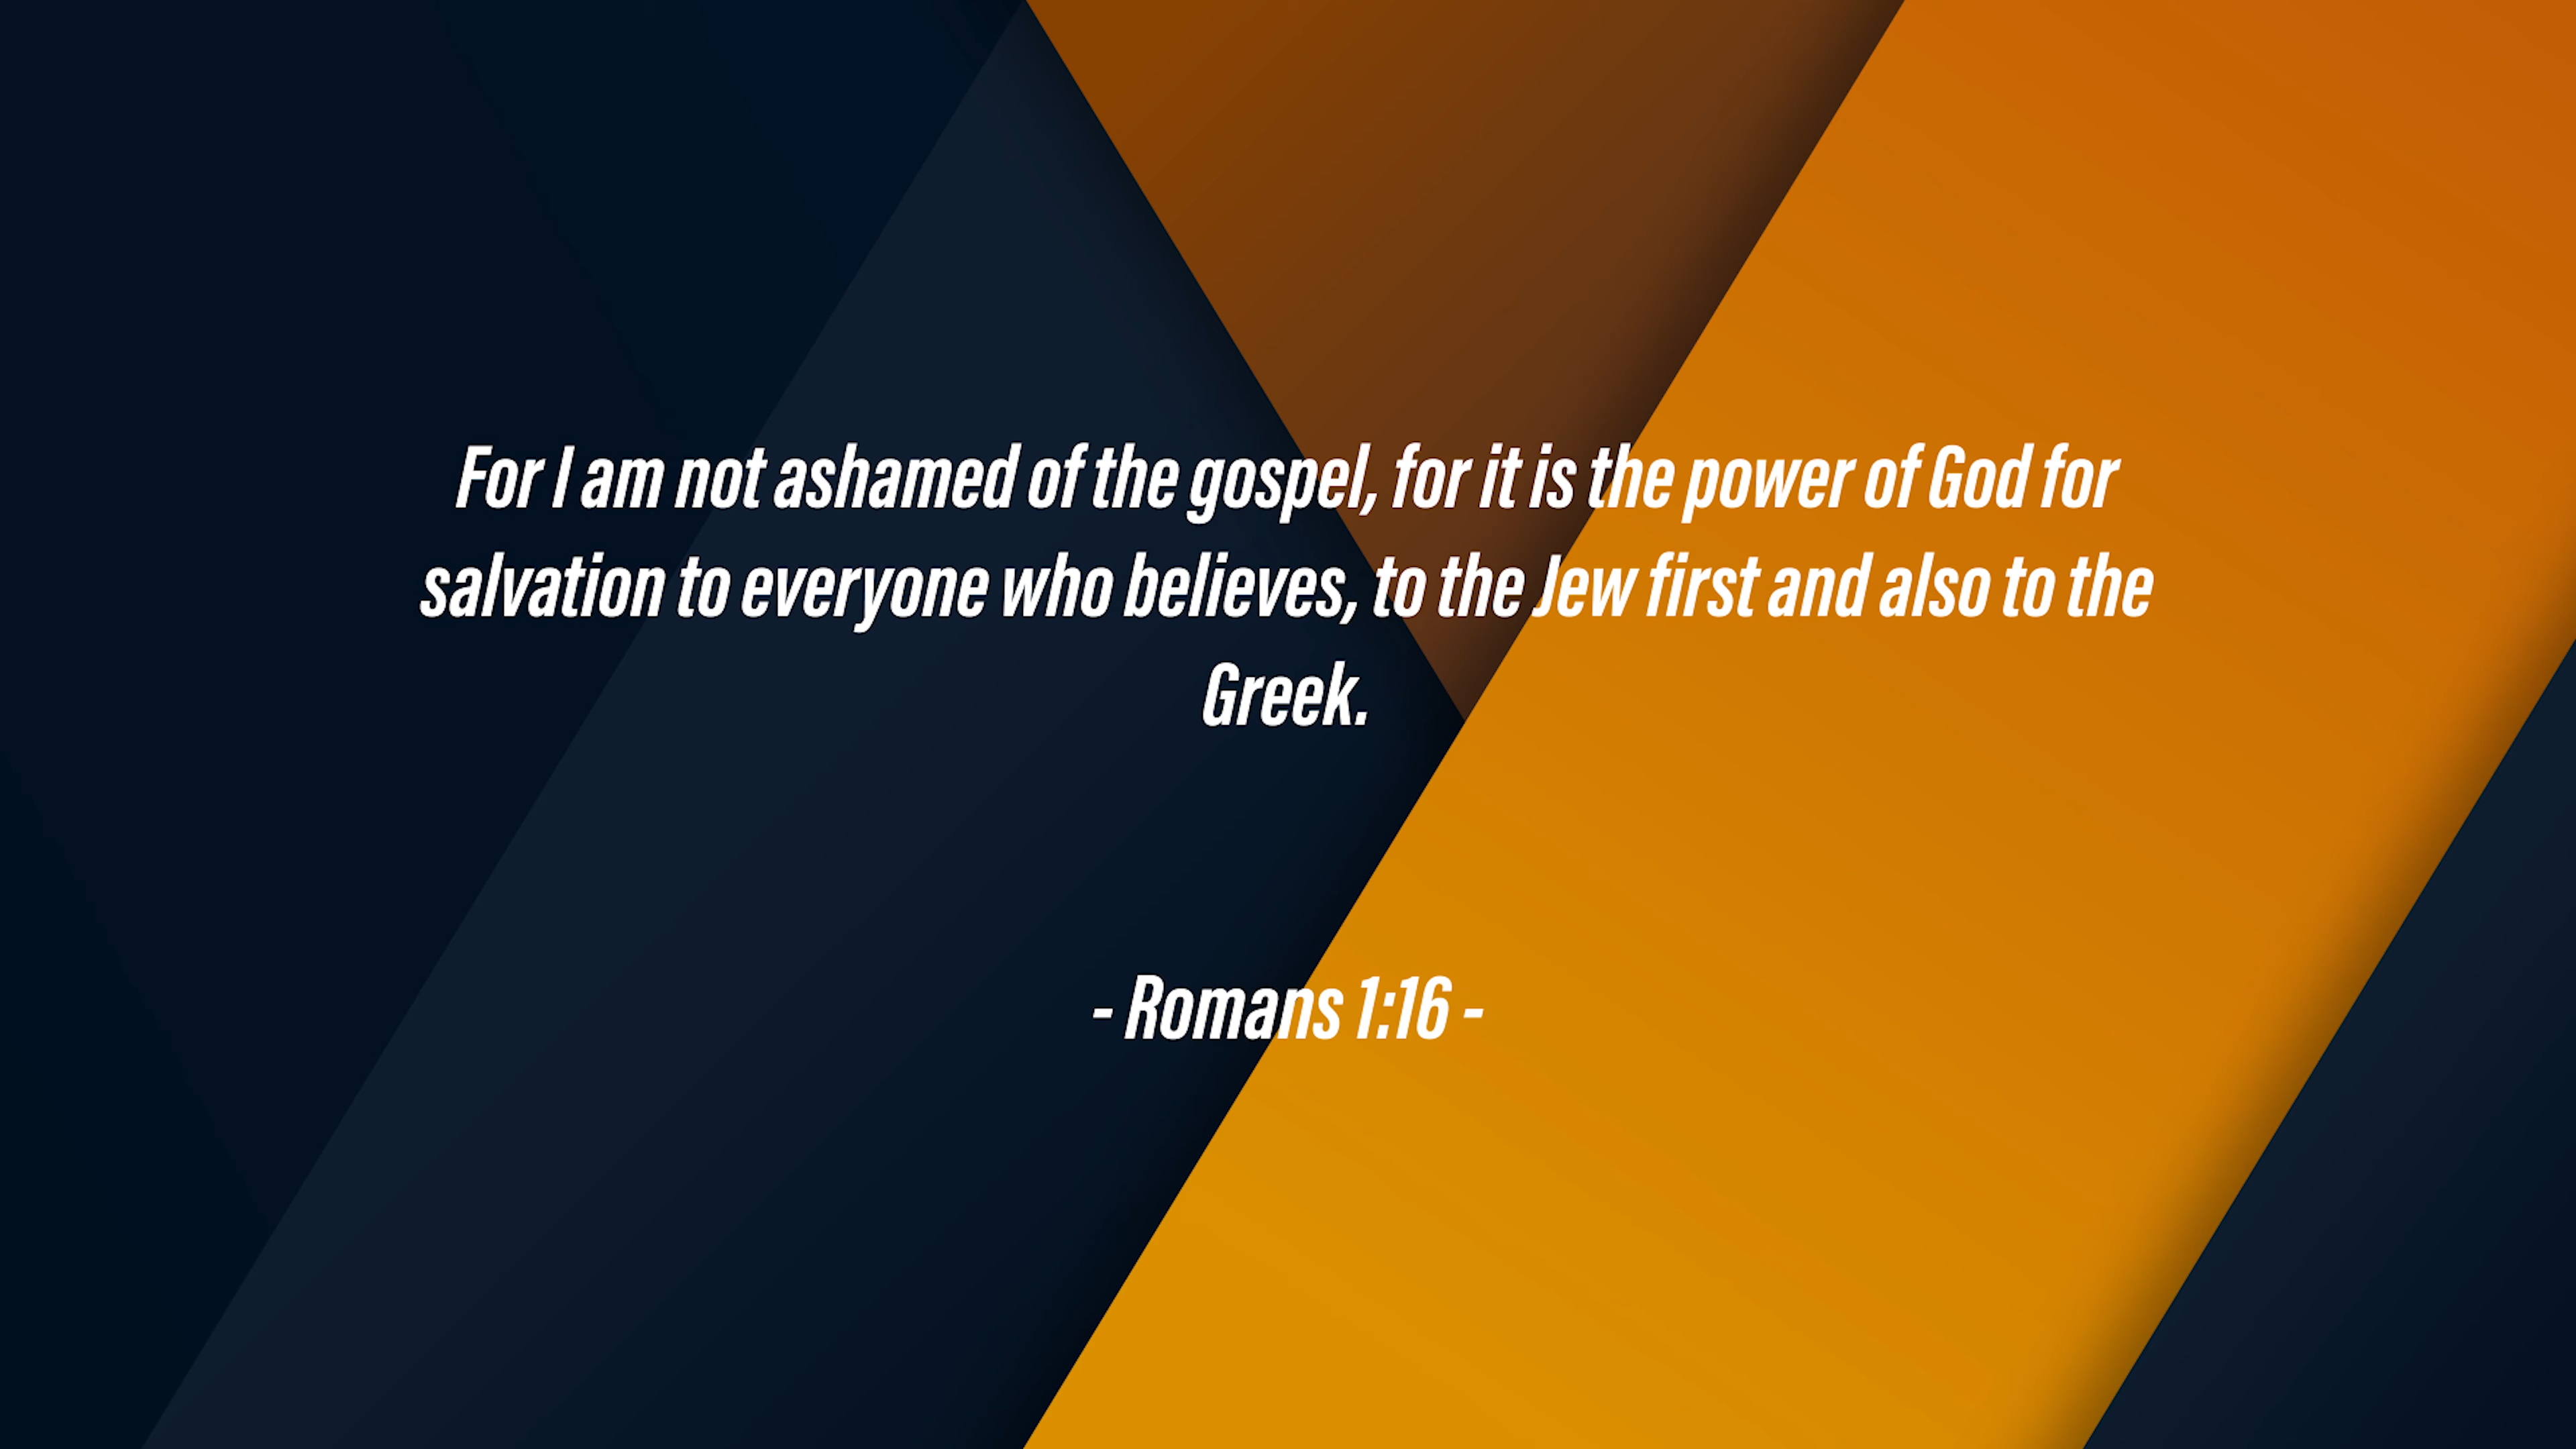 For I am not ashamed of the gospel, for it is the power of God for
salvation to everyone who believes, to the Jew first and also to the
Greek.
- Romans 1:16 -